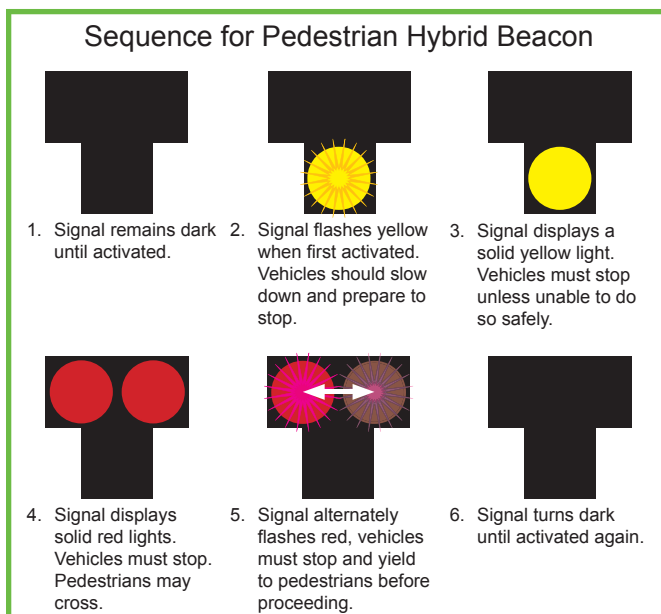 Sequence for Pedestrian Hybrid Beacon
1. Signal remains dark
until activated.
2. Signal flashes yellow
when first activated.
Vehicles should slow
down and prepare to
stop.
3. Signal displays a
solid yellow light.
Vehicles must stop
unless unable to do
so safely.
4. Signal displays
solid red lights.
Vehicles must stop.
Pedestrians may
cross.
5. Signal alternately
flashes red, vehicles
must stop and yield
to pedestrians before
proceeding.
6. Signal turns dark
until activated again.